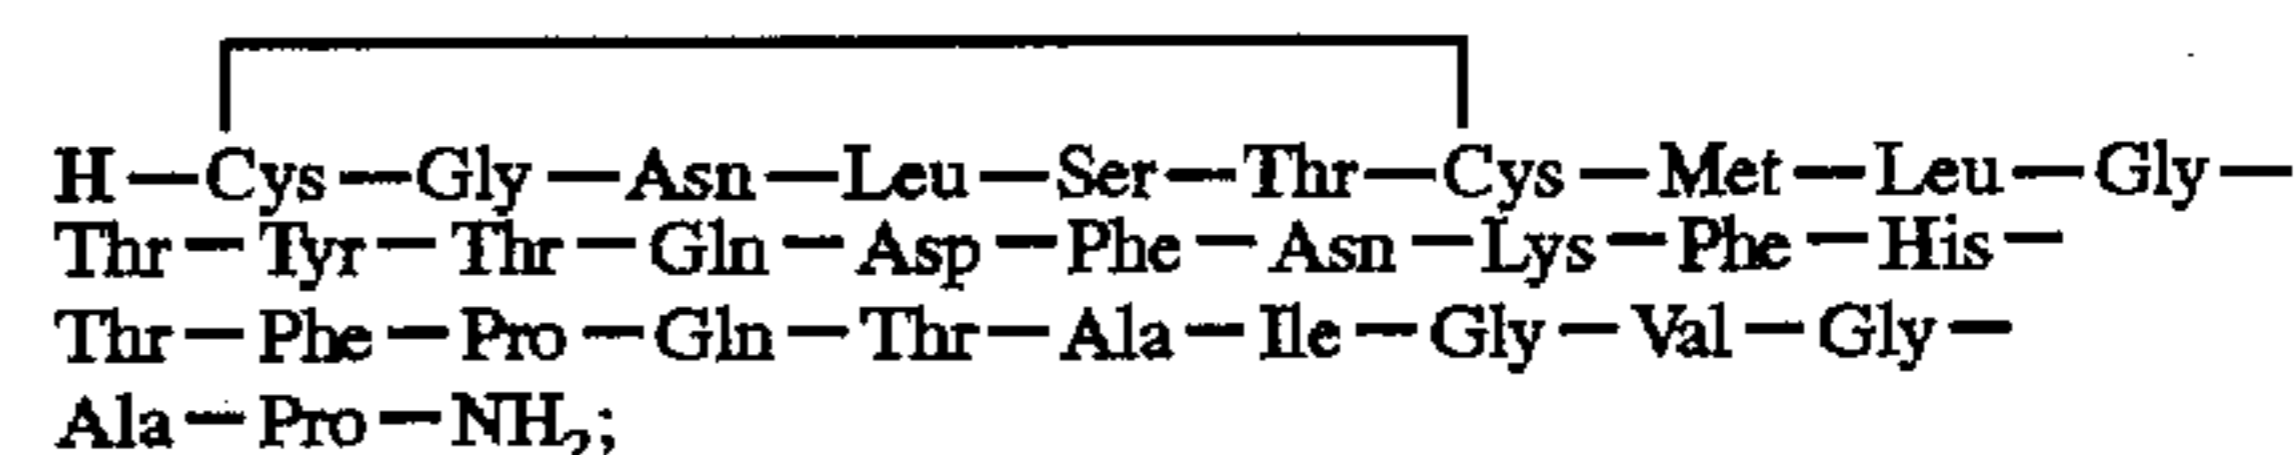 H—Cys—Gly—Asn—Leu—Ser—Thr—Cys—Met—Leu—Gly—
Thr—Tyr—Thr—Gln—Asp—Phe—Asn—Lys—Phe—His—
Thr—Phe—Pro—Gln—Thr—Ala—Ile—Gly—Val—Gly—
Ala—Pro—NH₂;